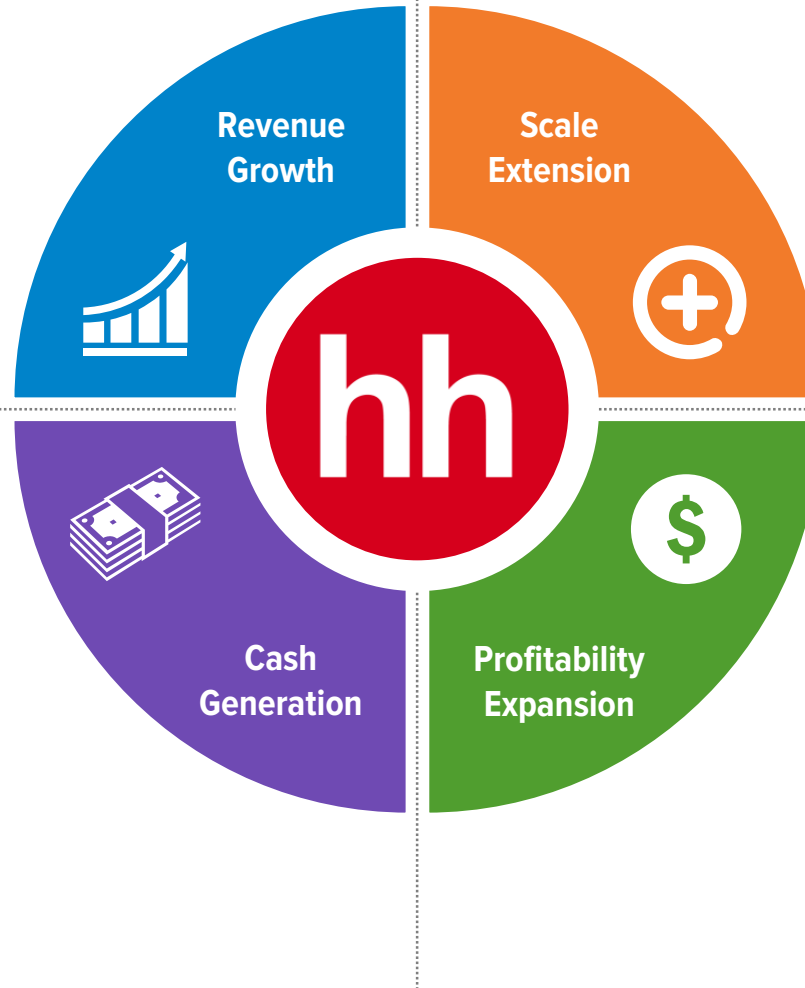 Revenue
Growth
Scale
Extension
hh
$
Cash
Generation
Profitability
Expansion